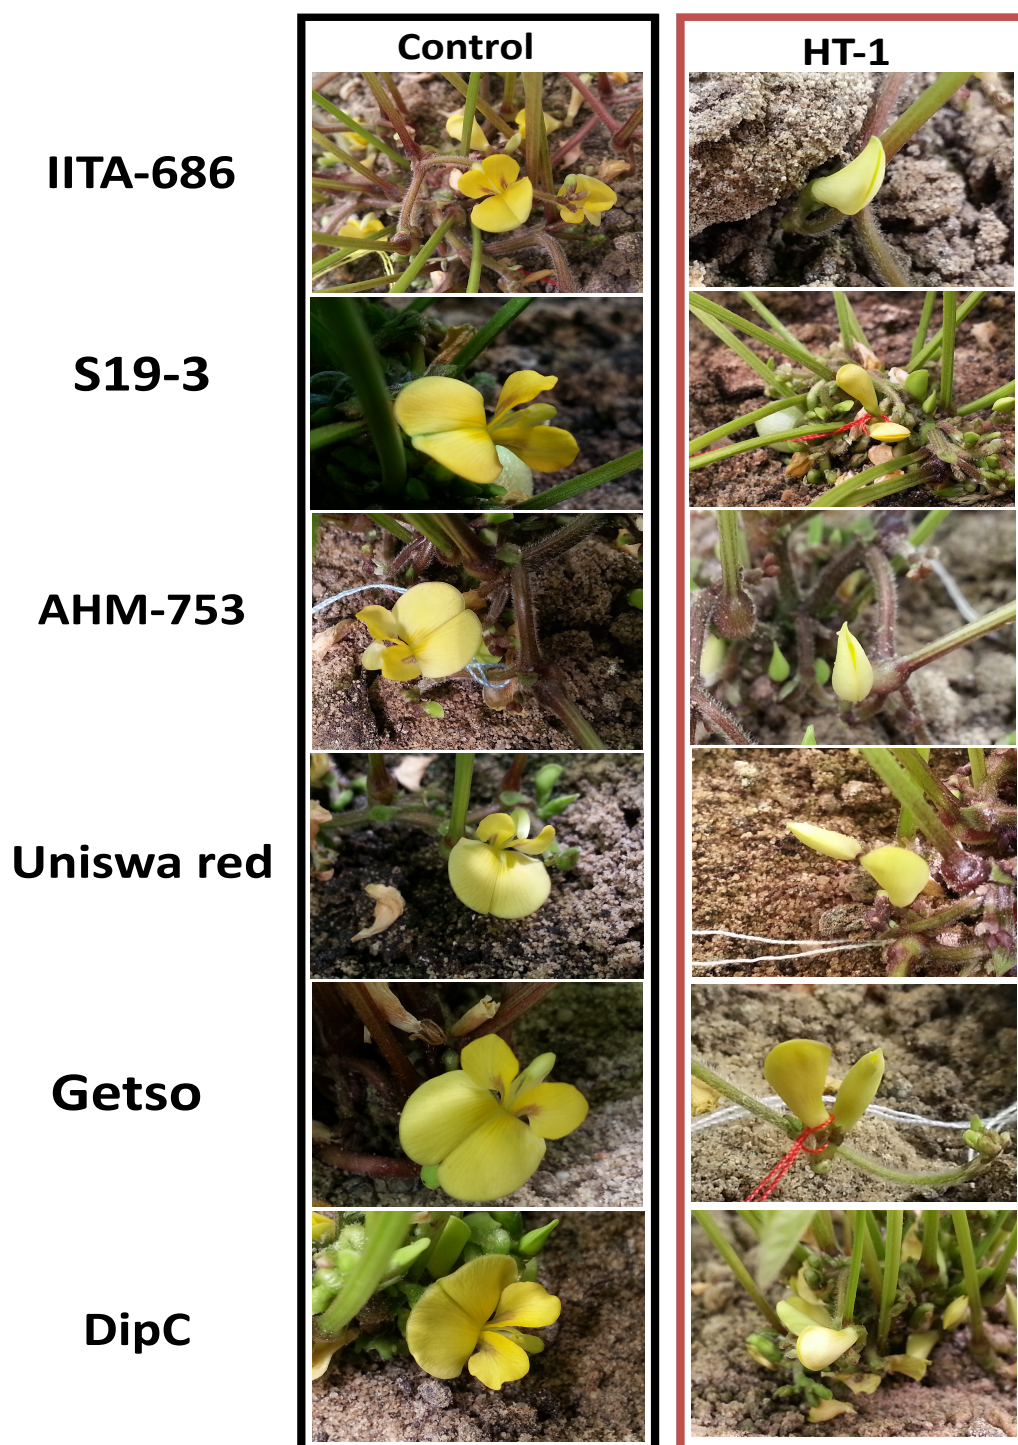 Control
HT-1
IITA-686
S19-3
AHM-753
Uniswa red
Getso
DipC